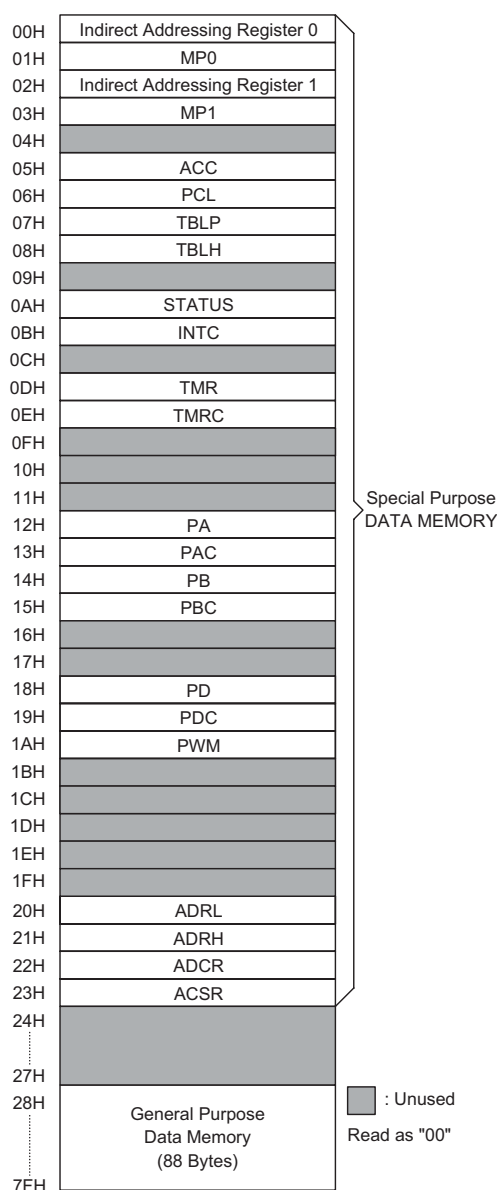 00H Indirect Addressing Register 0
01H MP0
02H Indirect Addressing Register 1
03H MP1
04H
05H ACC
06H PCL
07H TBLP
08H TBLH
09H
0AH STATUS
0BH INTC
0CH
0DH TMR
0EH TMRC
0FH
10H
11H
Special Purpose
DATA MEMORY
12H PA
13H PAC
14H PB
15H PBC
16H
17H
18H PD
19H PDC
1AH PWM
1BH
1CH
1DH
1EH
1FH
20H ADRL
21H ADRH
22H ADCR
23H ACSR
24H
27H
28H
General Purpose
Data Memory
(88 Bytes)
7FH
: Unused
Read as "00"